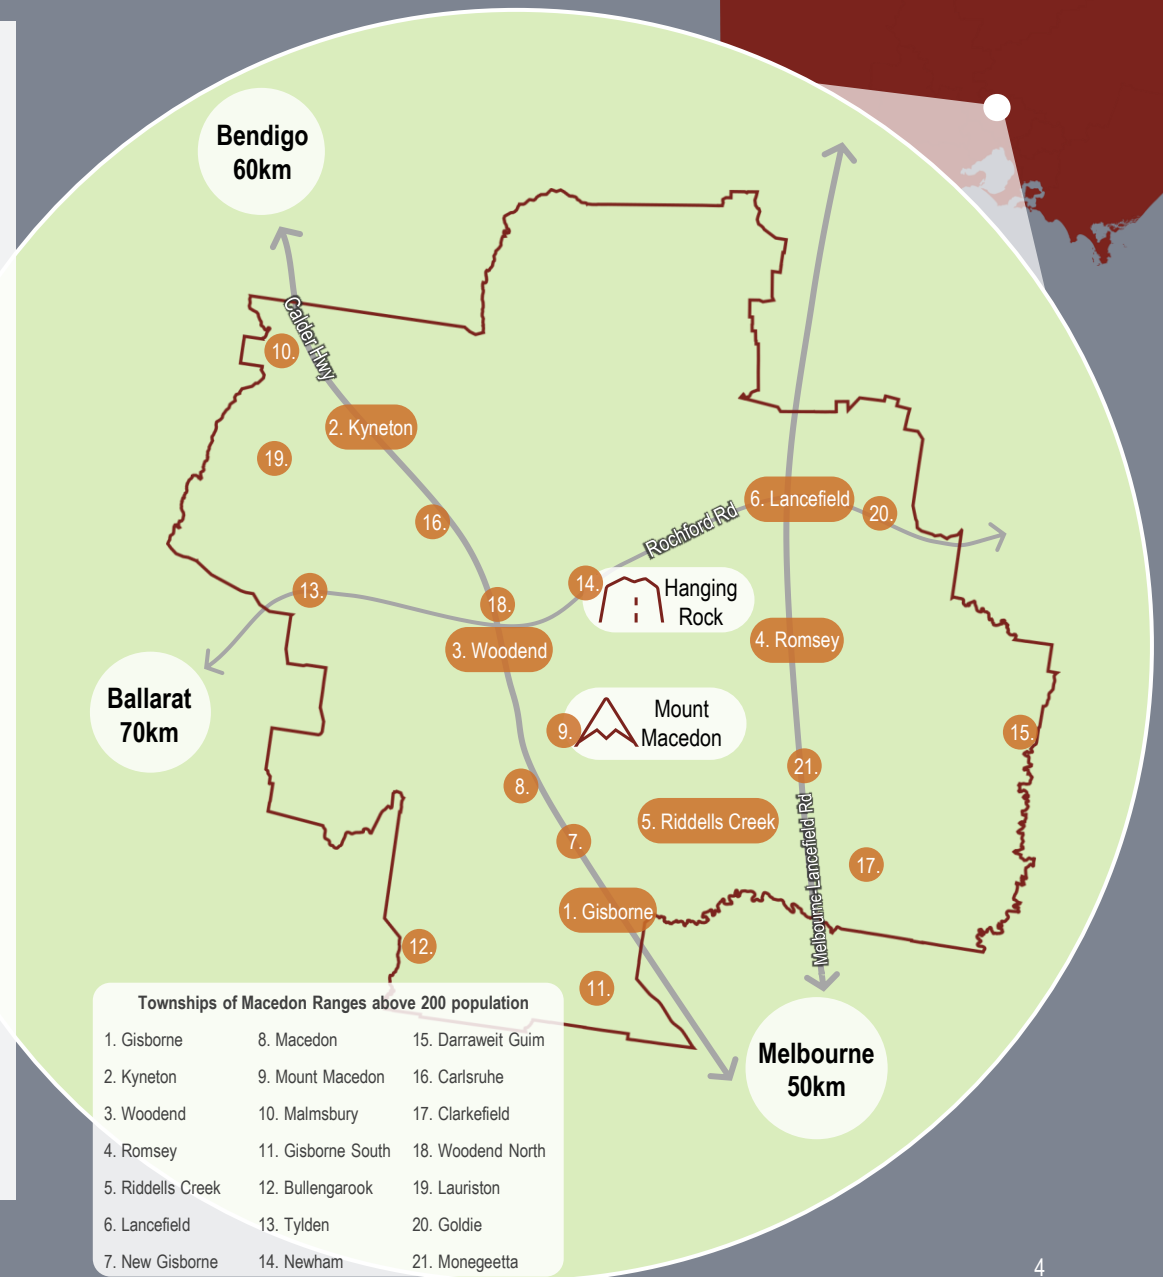 Bendigo
60km
Calder Hwy
10.
2. Kyneton
19.
16.
6. Lancefield
20.
Rochford Rd
14.
Hanging
Rock
13.
18.
3. Woodend
4. Romsey
Ballarat
70km
9.
Mount
Macedon
15.
21.
8.
5. Riddells Creek
7.
17.
Melbourne-Lancefield Rd
1. Gisborne
12.
11.
Melbourne
50km
Townships of Macedon Ranges above 200 population
1. Gisborne
2. Kyneton
3. Woodend
4. Romsey
5. Riddells Creek
6. Lancefield
7. New Gisborne
8. Macedon
9. Mount Macedon
10. Malmsbury
11. Gisborne South
12. Bullengarook
13. Tylden
14. Newham
15. Darraweit Guim
16. Carlsruhe
17. Clarkefield
18. Woodend North
19. Lauriston
20. Goldie
21. Monegeetta
4